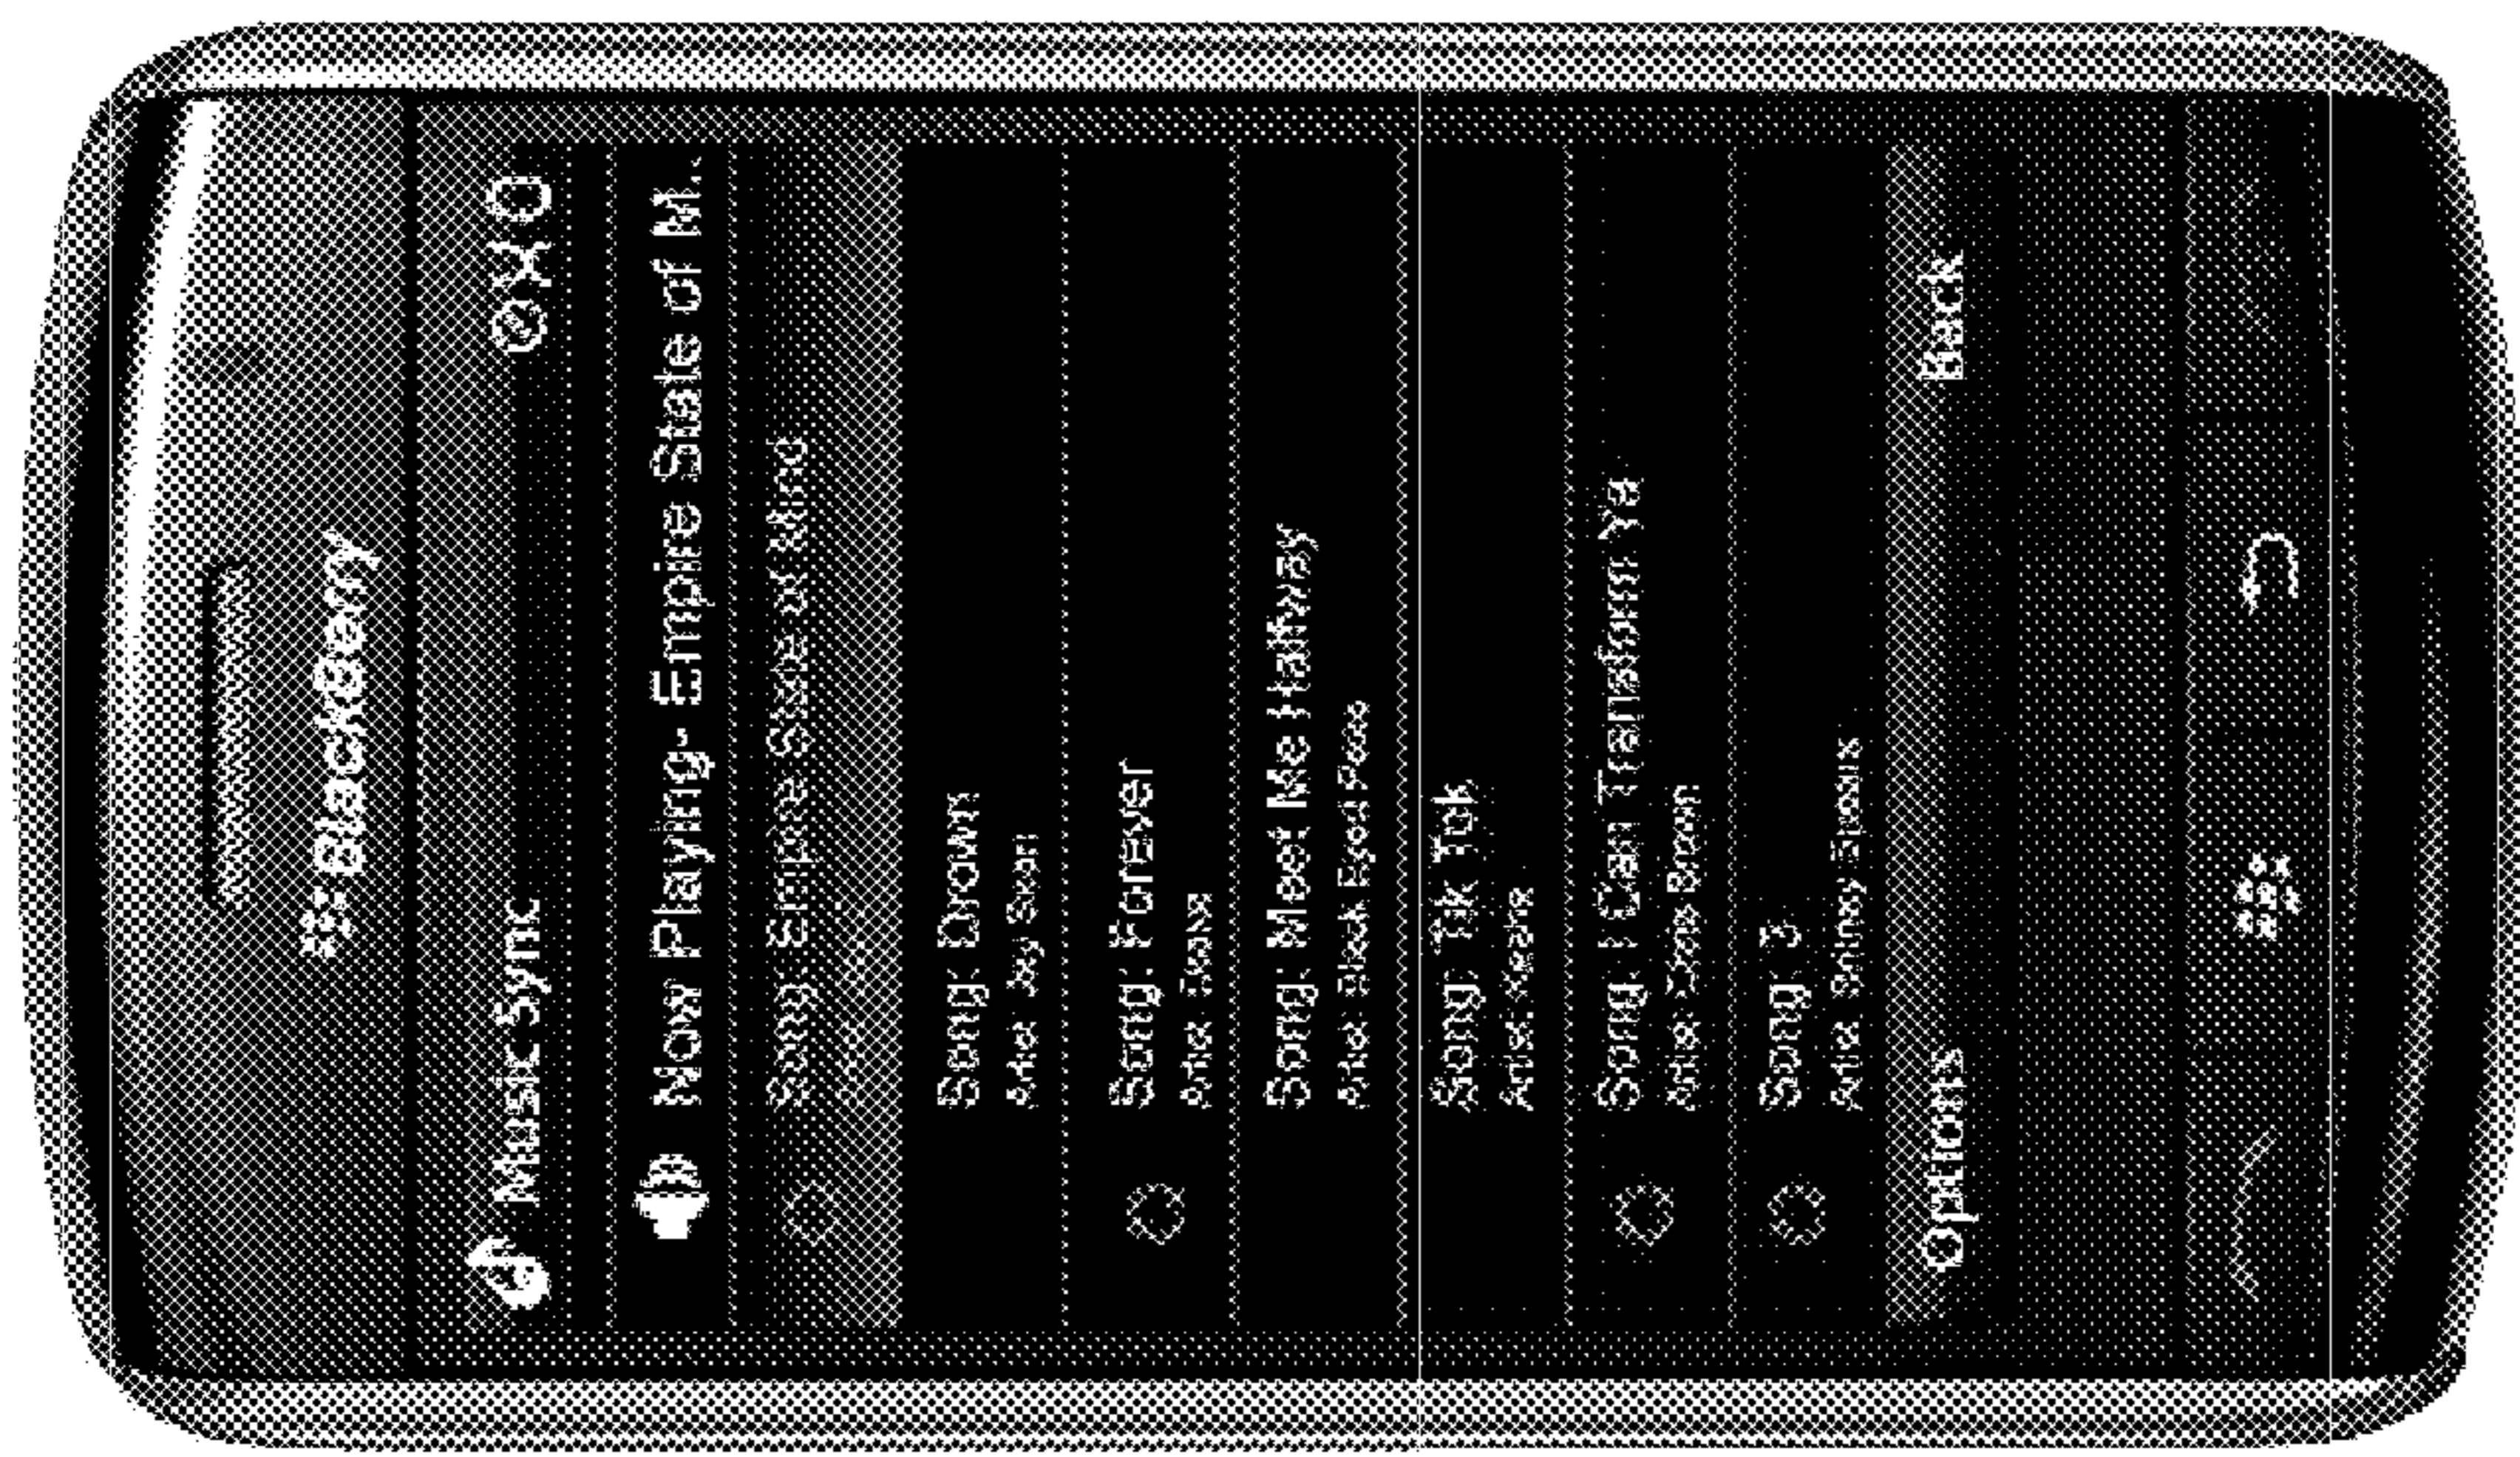 BlackBerry
Music Sync
Now Playing- Empire State of M..
Song: Empire State of Mind
Song: Drown
Artist: Jay Sean
Song: Forever
Artist: Drake
Song: Meet Me Halfway
Artist: Black Eyed Peas
Song: Tik Tok
Artist: Kesha
Song: I Can Transform Ya
Artist: Chris Brown
Song: 3
Artist: Britney Spears
Options Back